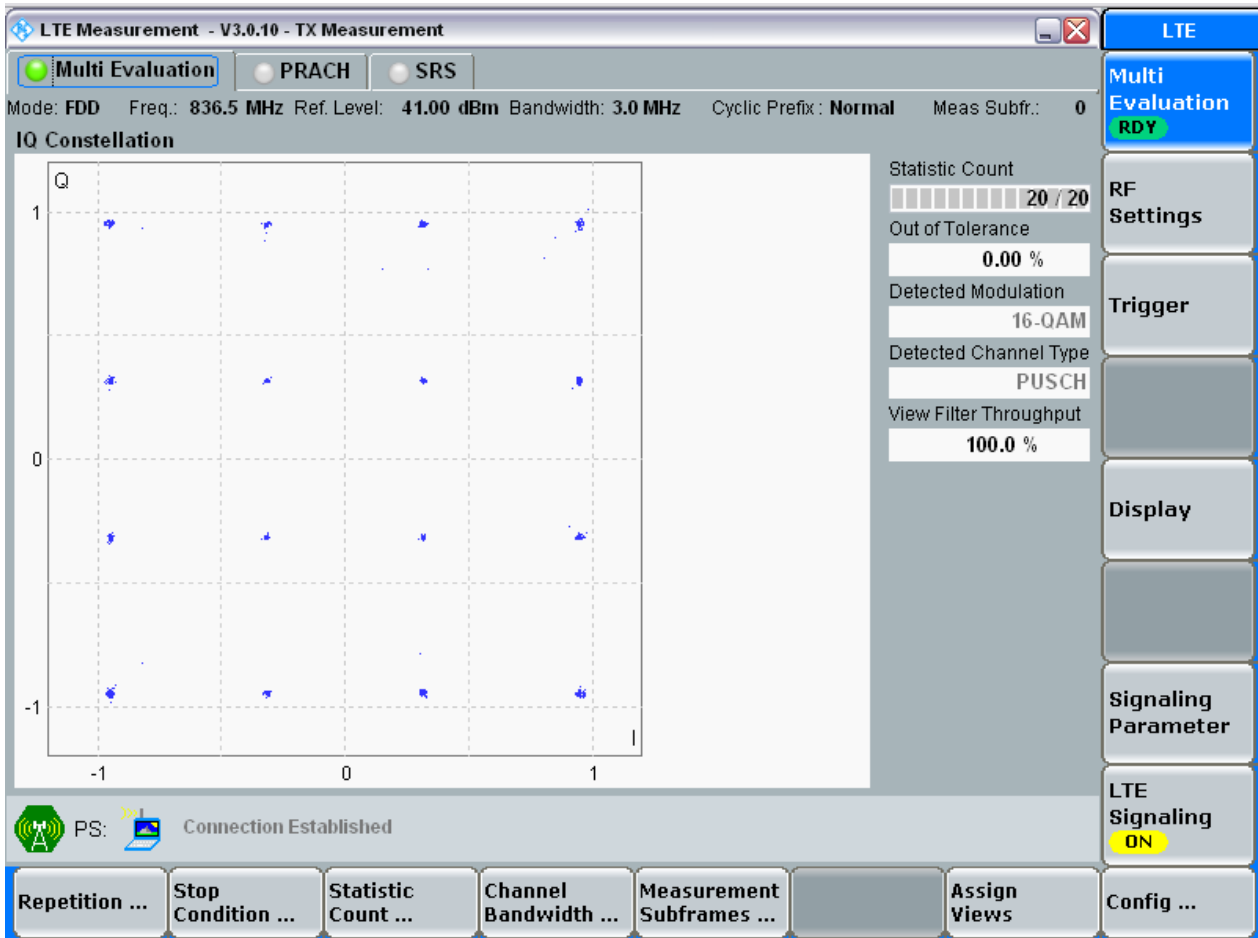 LTE Measurement - V3.0.10 - TX Measurement
LTE
Multi Evaluation PRACH SRS
Multi
Evaluation
RDY
Mode: FDD Freq.: 836.5 MHz Ref. Level: 41.00 dBm Bandwidth: 3.0 MHz Cyclic Prefix : Normal Meas Subfr.: 0
IQ Constellation
Q
1
0
-1
I
-1 0 1
Statistic Count
20 / 20
Out of Tolerance
0.00 %
Detected Modulation
16-QAM
Detected Channel Type
PUSCH
View Filter Throughput
100.0 %
RF
Settings
Trigger
Display
Signaling
Parameter
LTE
Signaling
ON
PS: Connection Established
Repetition ...
Stop
Condition ...
Statistic
Count ...
Channel
Bandwidth ...
Measurement
Subframes ...
Assign
Views
Config ...